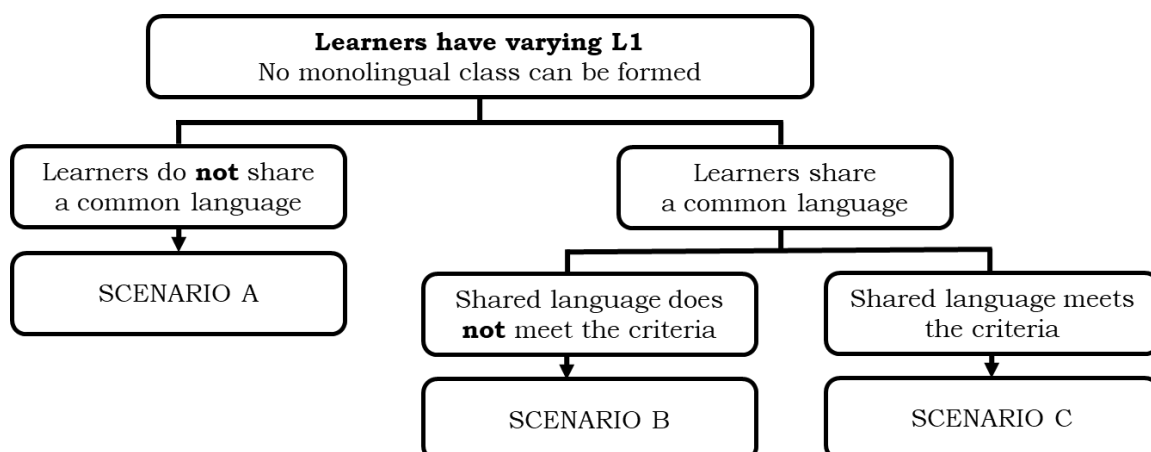 Learners have varying L1
No monolingual class can be formed
Learners do not share
a common language
SCENARIO A
Learners share
a common language
Shared language does
not meet the criteria
SCENARIO B
Shared language meets
the criteria
SCENARIO C